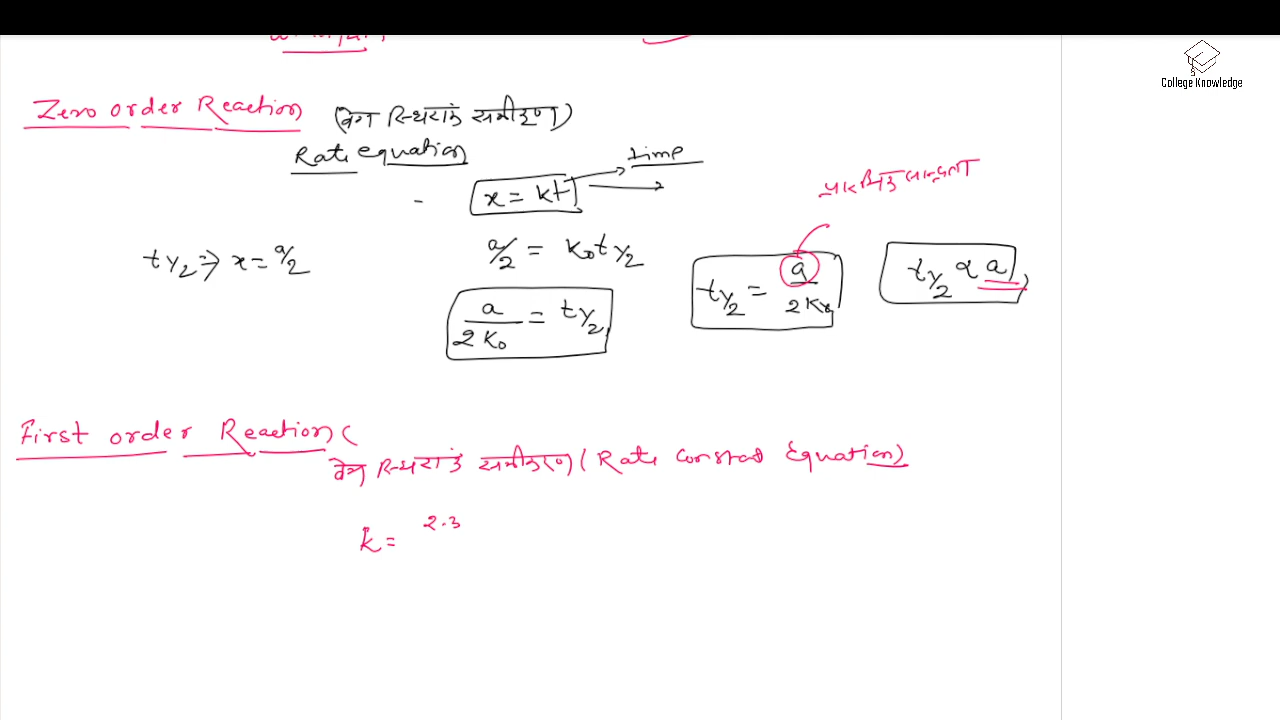 College Knowledge
Zero order Reaction (वेग स्थिरांक समीकरण)
Rate equation
time
x = kt
प्रारम्भिक सान्द्रता
t1/2 ⇒ x = a/2
a/2 = k₀ t1/2
a/2K₀ = t1/2
t1/2 = a/2K₀
t1/2 ∝ a
First order Reaction (
वेग स्थिरांक समीकरण (Rate constant Equation)
k = 2.3